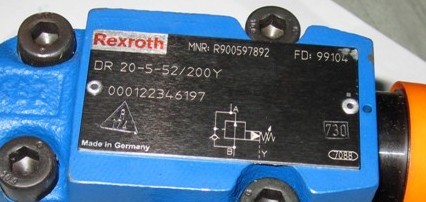 Rexroth MNR: R900597892 FD: 99104
DR 20-5-52/200Y
000122346197
A
730
B Y
Made in Germany
7088